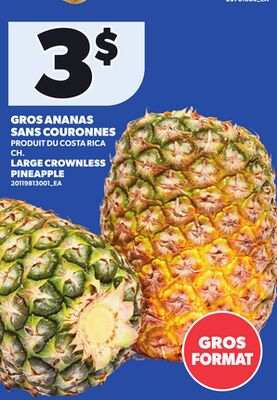 3$
GROS ANANAS
SANS COURONNES
PRODUIT DU COSTA RICA
CH.
LARGE CROWNLESS
PINEAPPLE
20119813001_EA
GROS
FORMAT